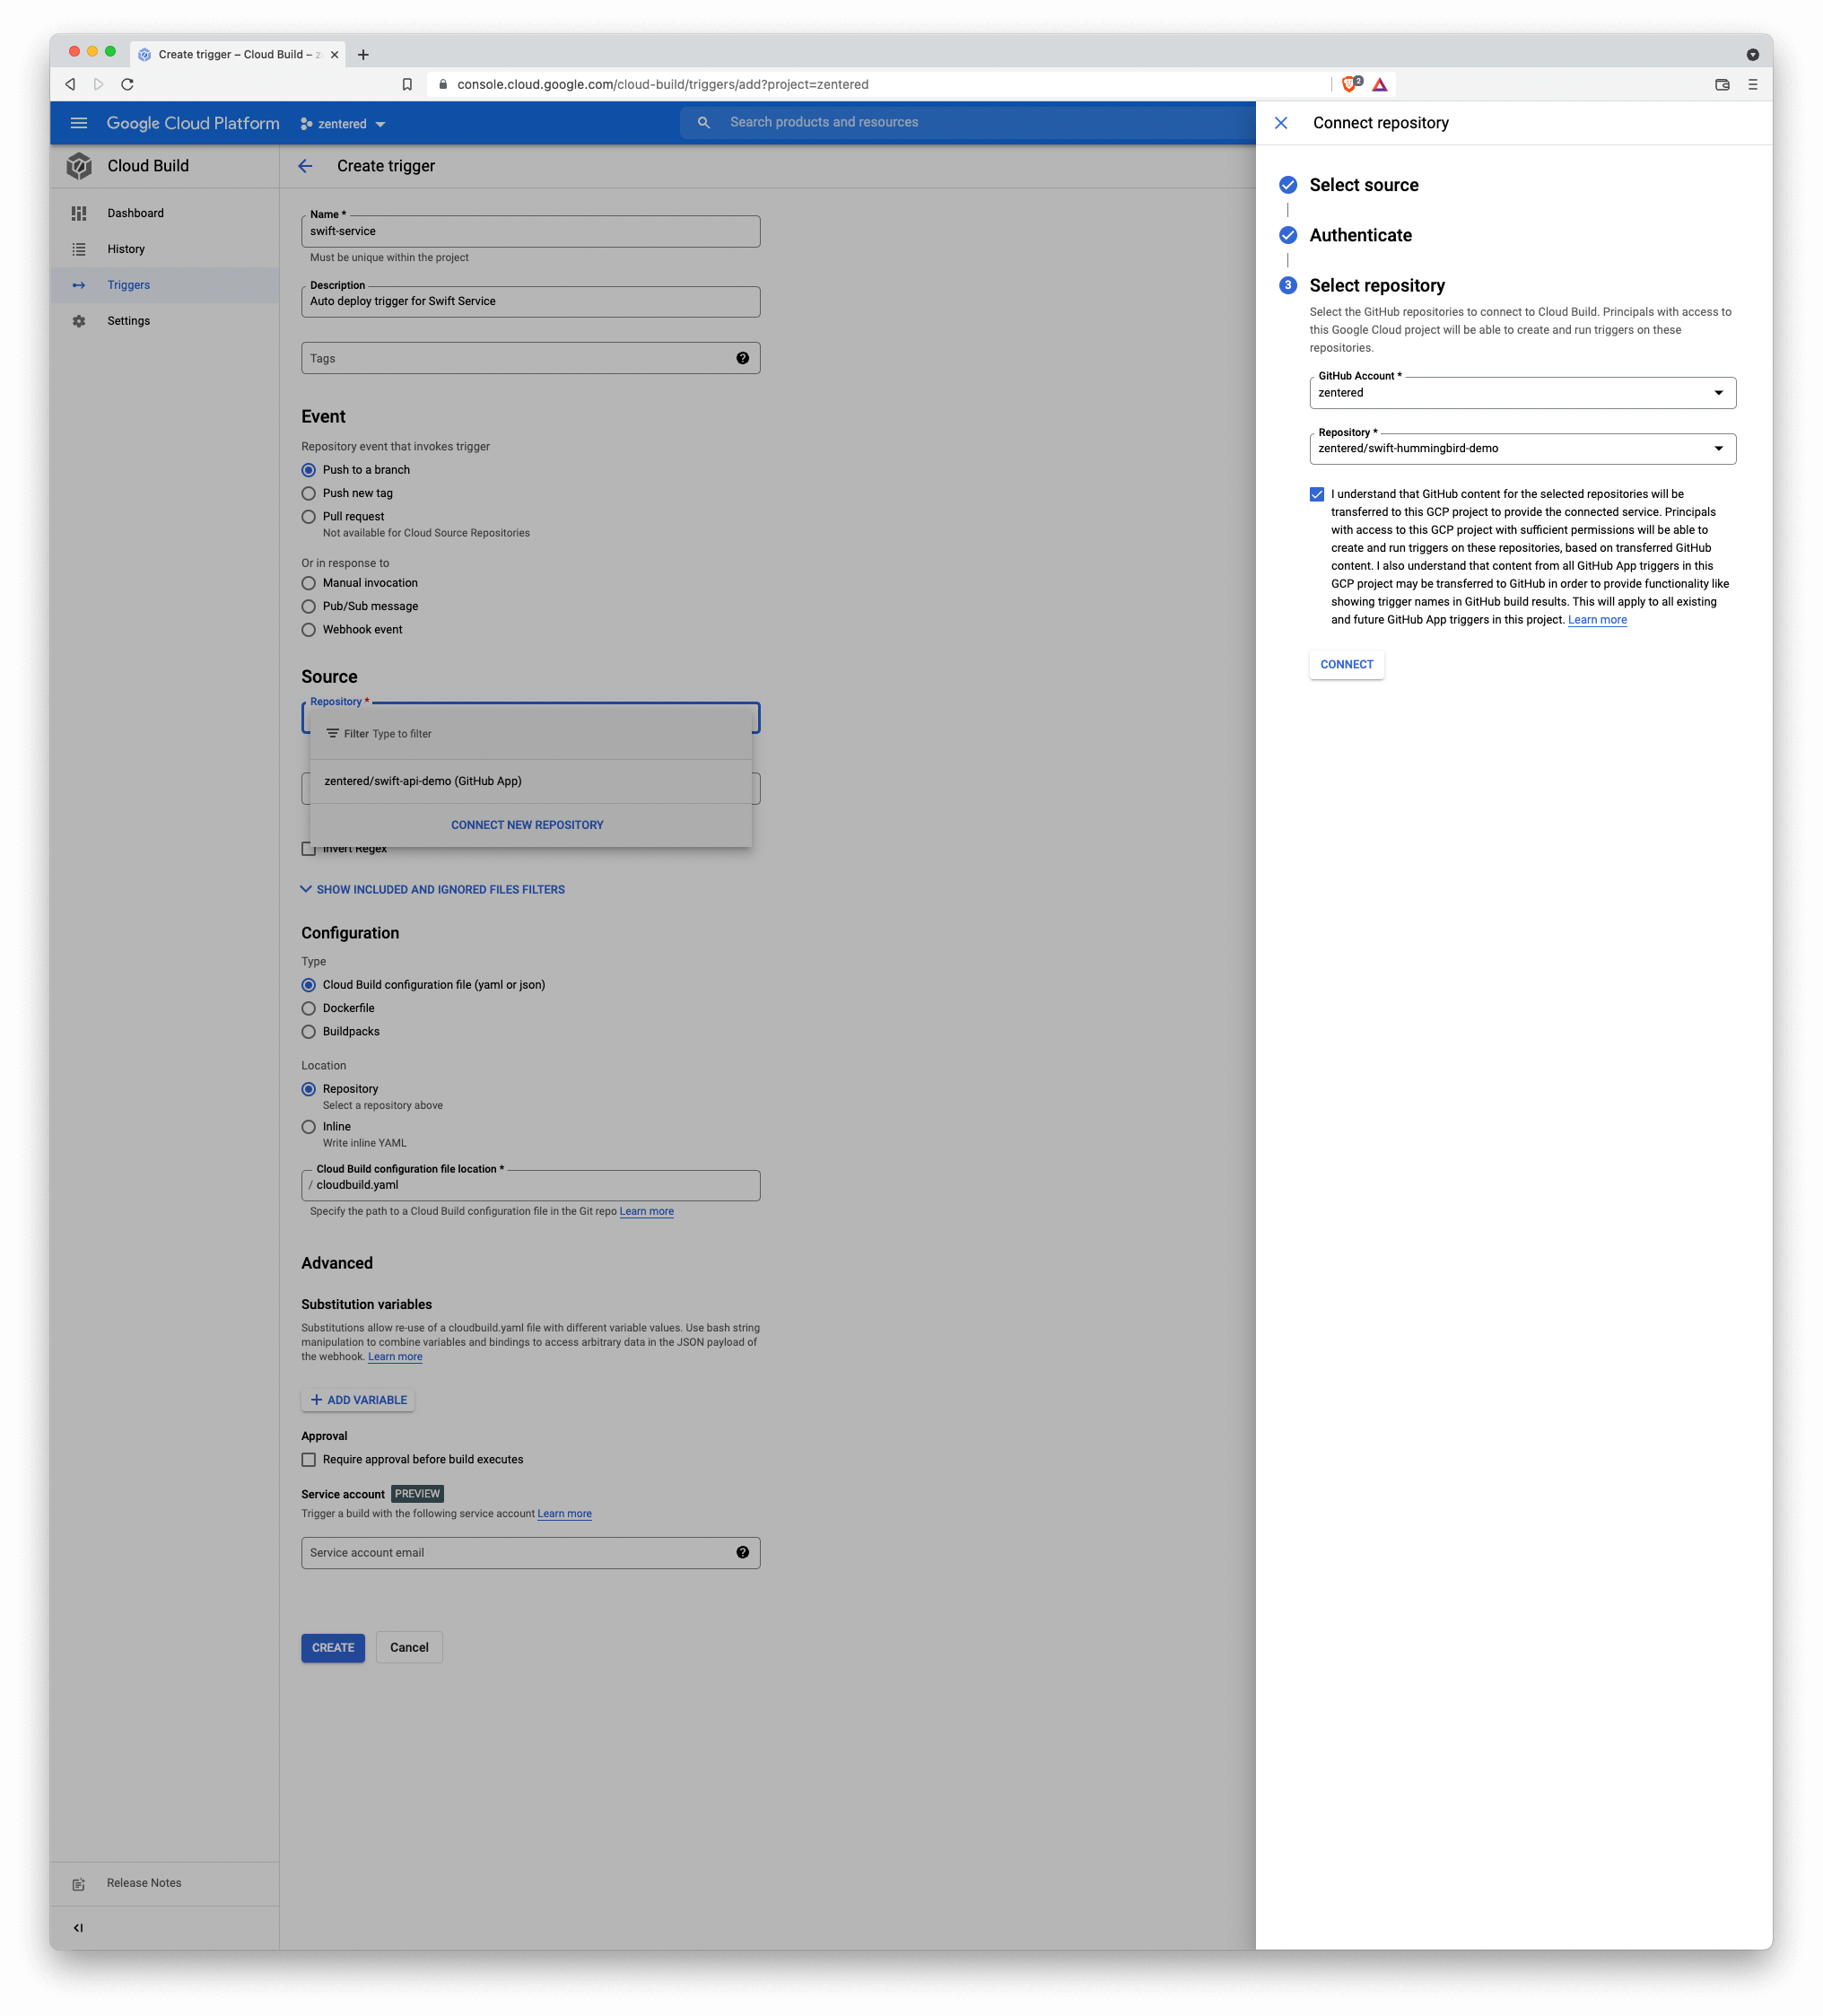 Create trigger – Cloud Build – z
console.cloud.google.com/cloud-build/triggers/add?project=zentered
2
Google Cloud Platform
zentered
Search products and resources
Cloud Build
Dashboard
History
Triggers
Settings
Release Notes
Create trigger
Name *
swift-service
Must be unique within the project
Description
Auto deploy trigger for Swift Service
Tags
Event
Repository event that invokes trigger
Push to a branch
Push new tag
Pull request
Not available for Cloud Source Repositories
Or in response to
Manual invocation
Pub/Sub message
Webhook event
Source
Repository *
Filter Type to filter
zentered/swift-api-demo (GitHub App)
CONNECT NEW REPOSITORY
Invert Regex
SHOW INCLUDED AND IGNORED FILES FILTERS
Configuration
Type
Cloud Build configuration file (yaml or json)
Dockerfile
Buildpacks
Location
Repository
Select a repository above
Inline
Write inline YAML
Cloud Build configuration file location *
/ cloudbuild.yaml
Specify the path to a Cloud Build configuration file in the Git repo Learn more
Advanced
Substitution variables
Substitutions allow re-use of a cloudbuild.yaml file with different variable values. Use bash string
manipulation to combine variables and bindings to access arbitrary data in the JSON payload of
the webhook. Learn more
ADD VARIABLE
Approval
Require approval before build executes
Service account PREVIEW
Trigger a build with the following service account Learn more
Service account email
CREATE
Cancel
Connect repository
Select source
Authenticate
3 Select repository
Select the GitHub repositories to connect to Cloud Build. Principals with access to
this Google Cloud project will be able to create and run triggers on these
repositories.
GitHub Account *
zentered
Repository *
zentered/swift-hummingbird-demo
I understand that GitHub content for the selected repositories will be
transferred to this GCP project to provide the connected service. Principals
with access to this GCP project with sufficient permissions will be able to
create and run triggers on these repositories, based on transferred GitHub
content. I also understand that content from all GitHub App triggers in this
GCP project may be transferred to GitHub in order to provide functionality like
showing trigger names in GitHub build results. This will apply to all existing
and future GitHub App triggers in this project. Learn more
CONNECT